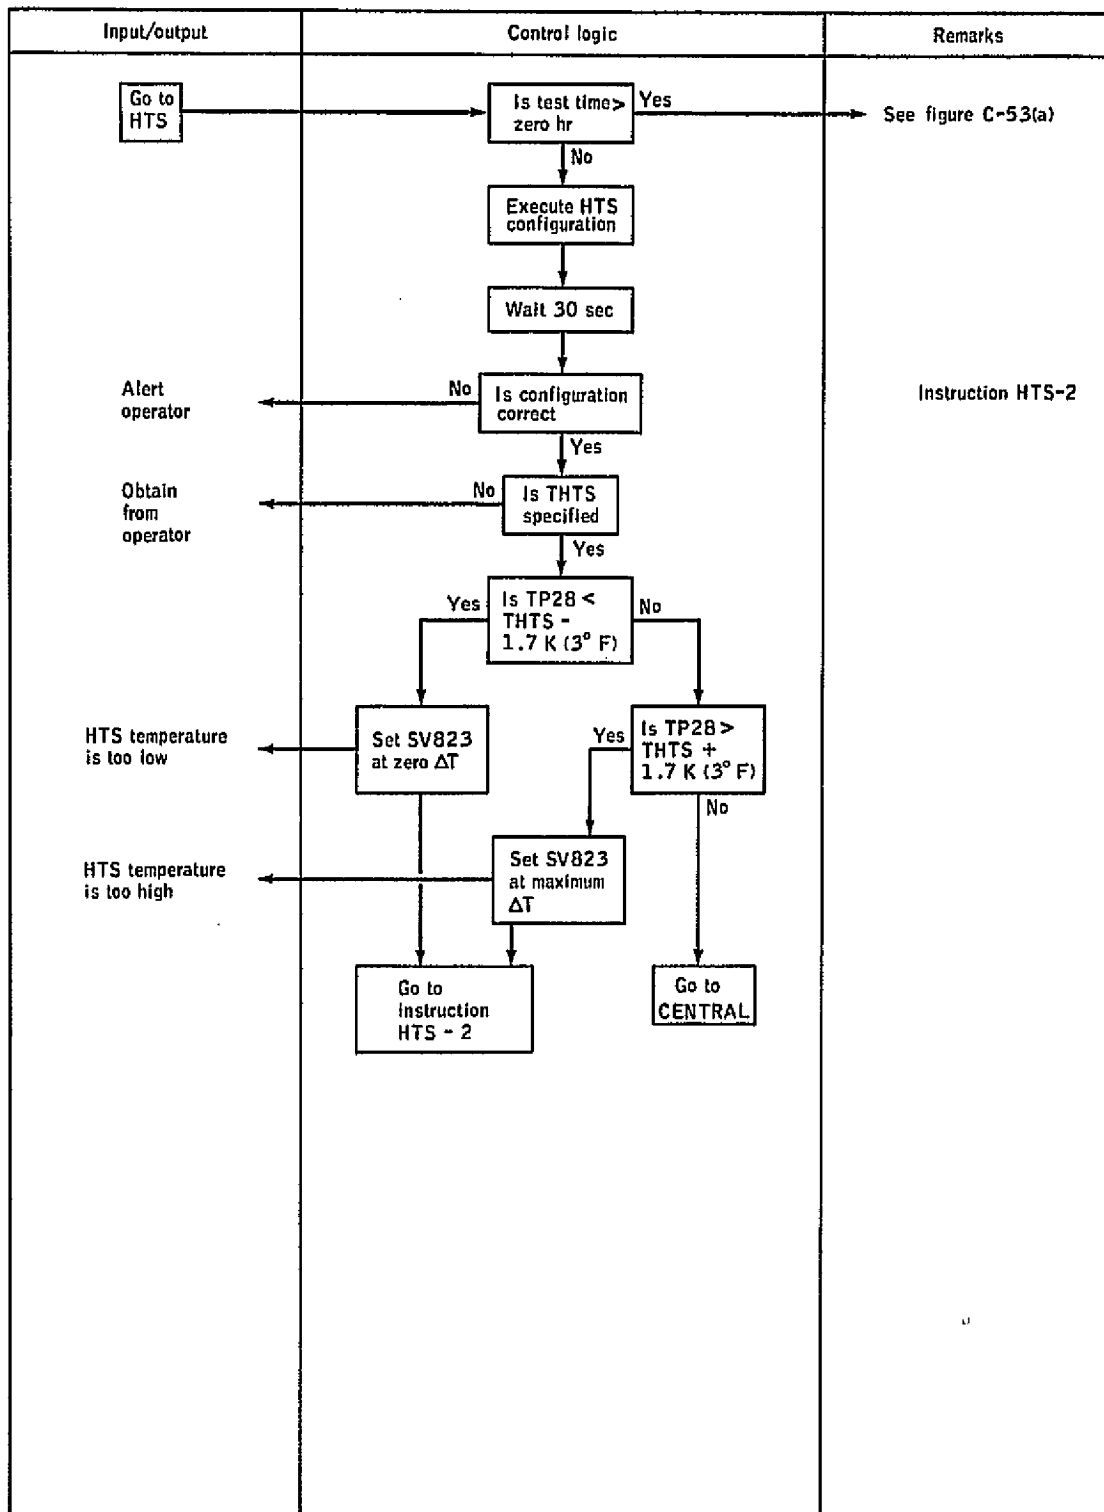 Input/output
Control logic
Remarks
Go to
HTS
Is test time >
zero hr
Yes
See figure C-53(a)
No
Execute HTS
configuration
Wait 30 sec
Alert
operator
No
Is configuration
correct
Instruction HTS-2
Yes
Obtain
from
operator
No
Is THTS
specified
Yes
Yes
Is TP28 <
THTS -
1.7 K (3° F)
No
HTS temperature
is too low
Set SV823
at zero ΔT
Yes
Is TP28 >
THTS +
1.7 K (3° F)
No
HTS temperature
is too high
Set SV823
at maximum
ΔT
Go to
instruction
HTS - 2
Go to
CENTRAL